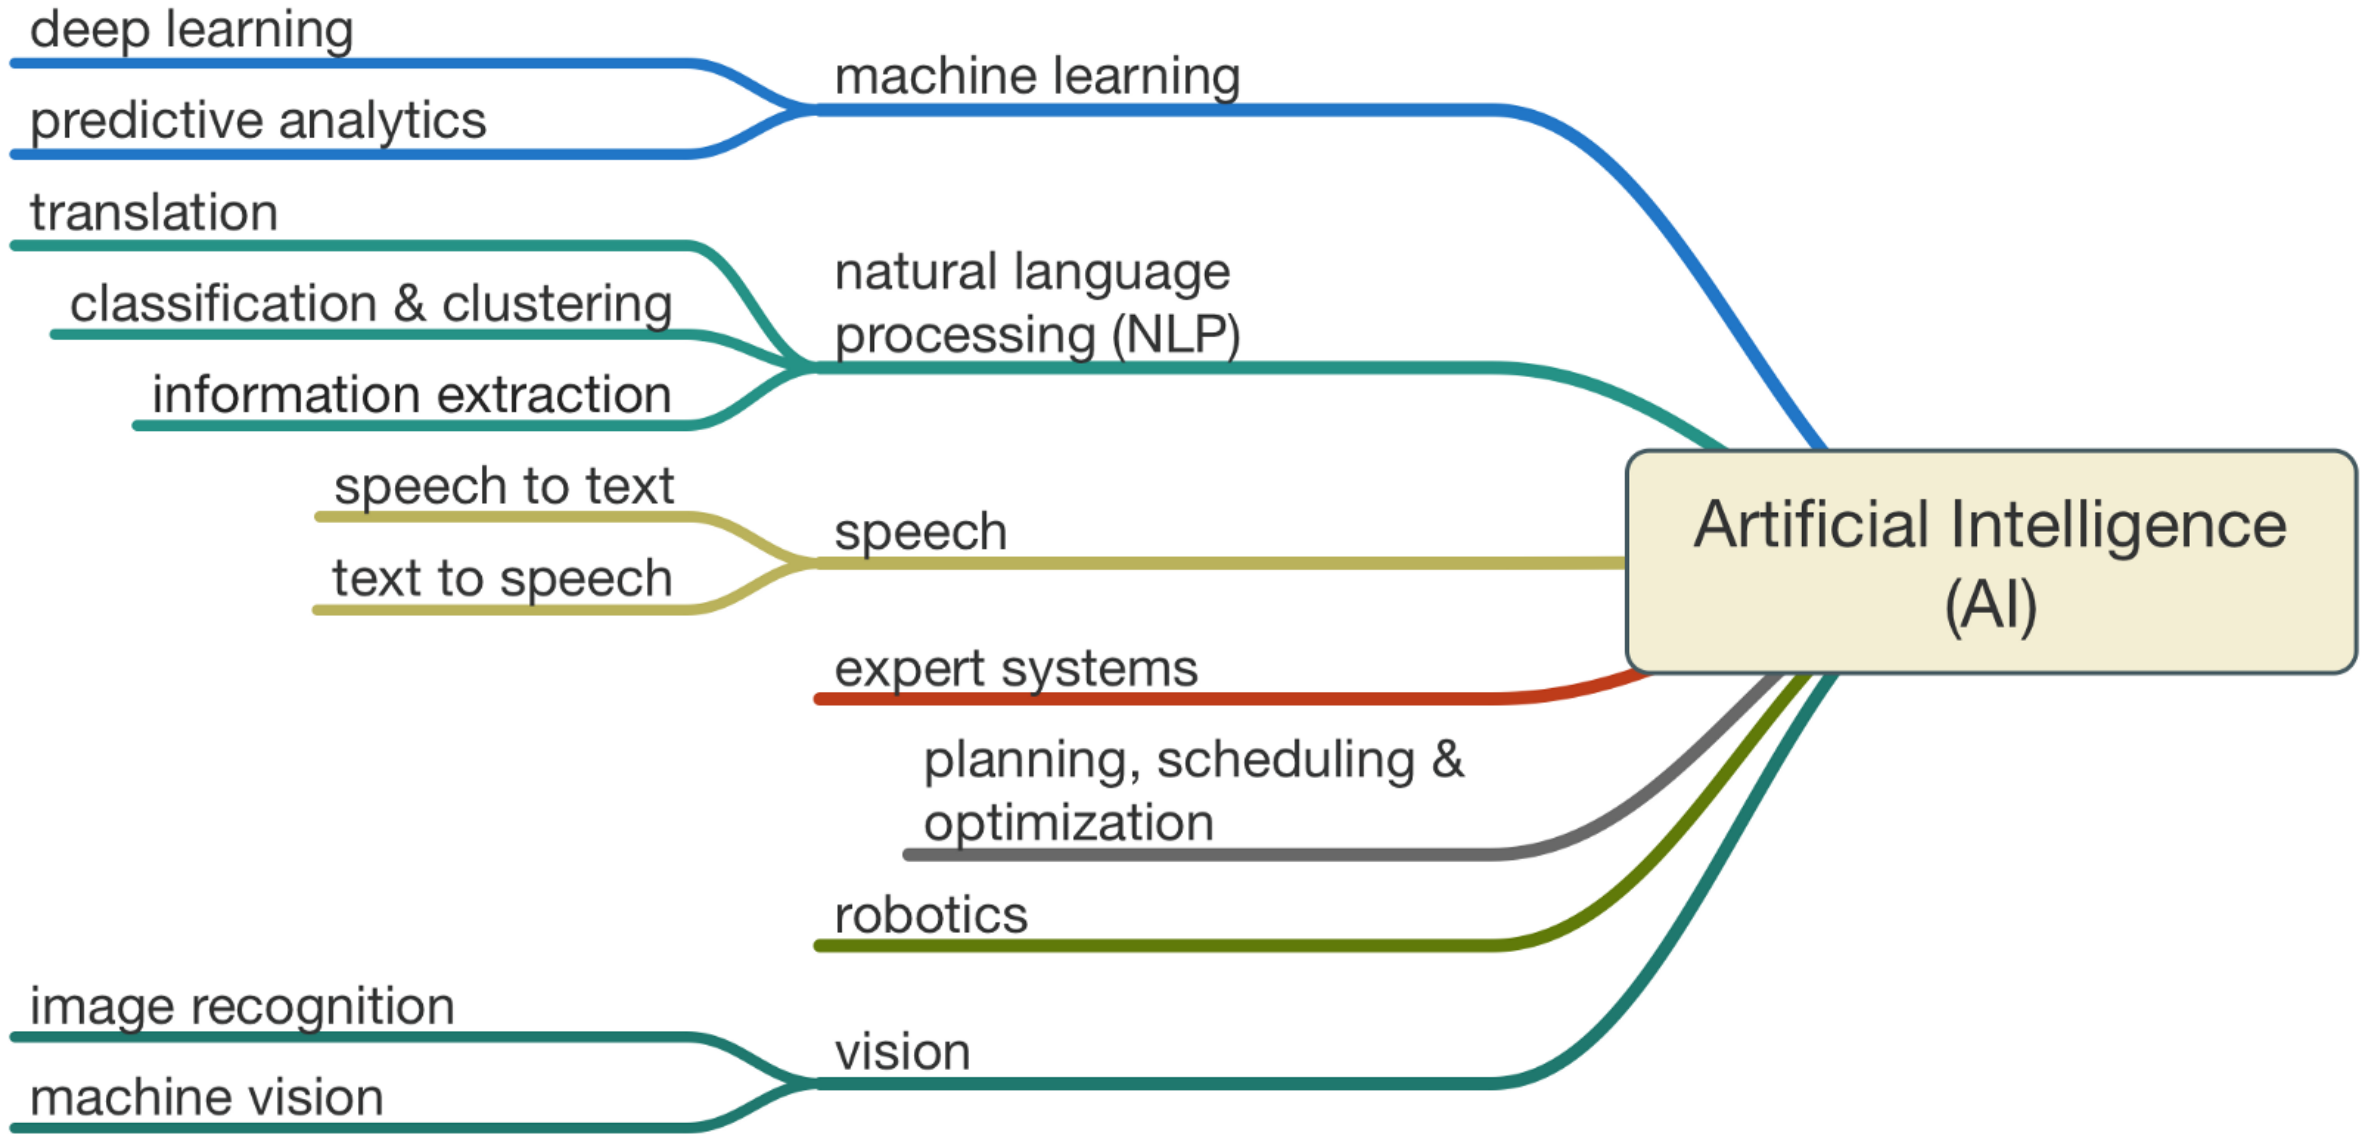 deep learning
predictive analytics
machine learning
translation
classification & clustering
information extraction
natural language
processing (NLP)
speech to text
text to speech
speech
expert systems
planning, scheduling &
optimization
robotics
image recognition
machine vision
vision
Artificial Intelligence
(AI)